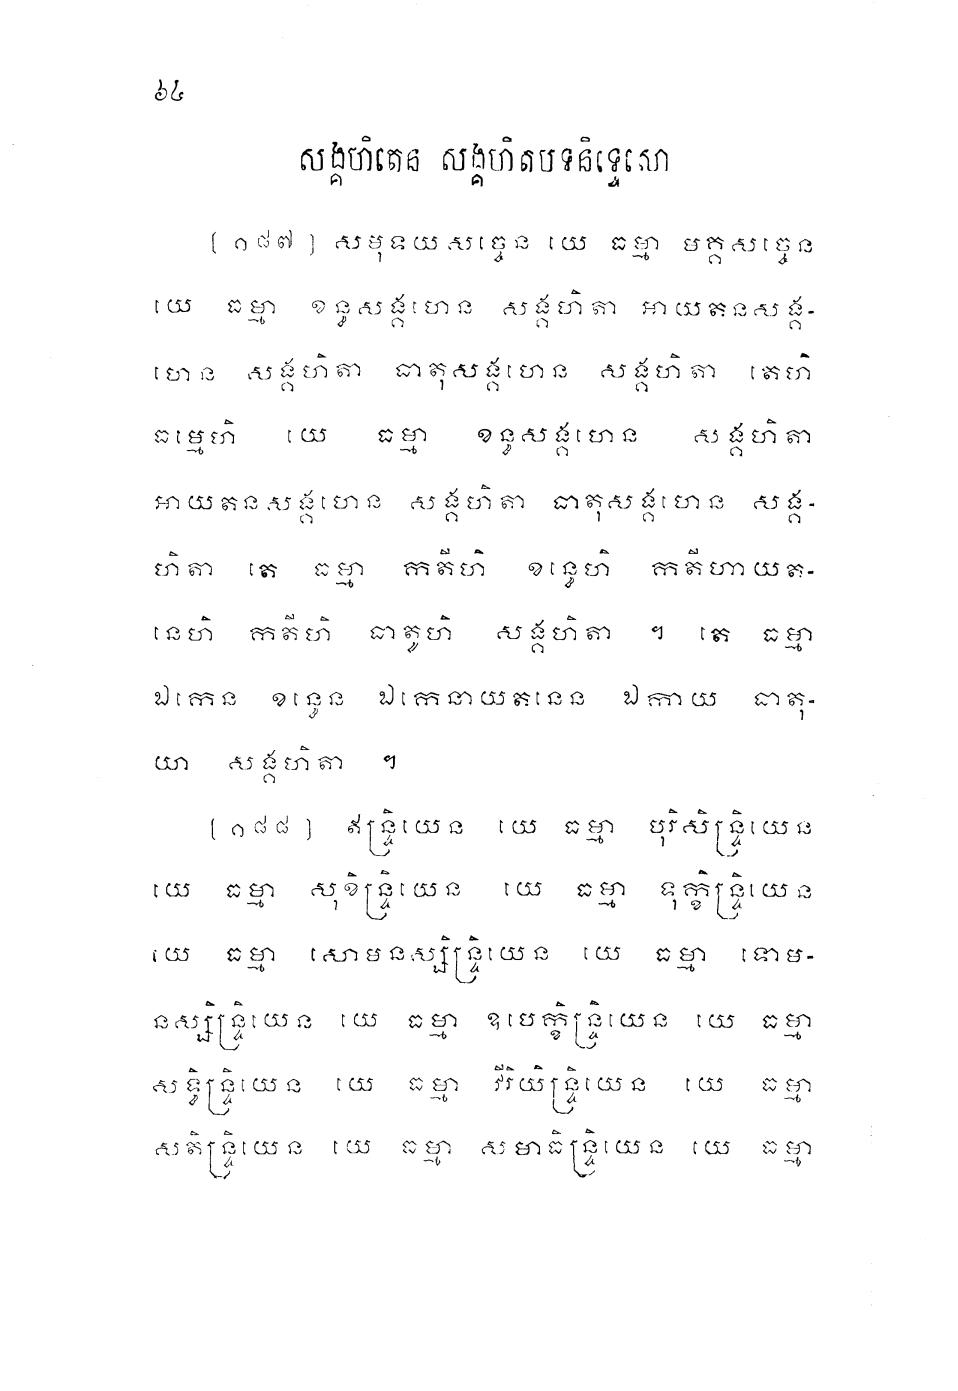 ៦៤
សង្គហិតេន សង្គហិតបទនិទ្ទេសោ
[១៨៧] សមុទយសច្ចេន យេ ធម្មា មគ្គសច្ចេន
យេ ធម្មា ខន្ធសង្គហេន សង្គហិតា អាយតនសង្គ-
ហេន សង្គហិតា ធាតុសង្គហេន សង្គហិតា តេហិ
ធម្មេហិ យេ ធម្មា ខន្ធសង្គហេន សង្គហិតា
អាយតនសង្គហេន សង្គហិតា ធាតុសង្គហេន សង្គ-
ហិតា តេ ធម្មា កតីហិ ខន្ធេហិ កតីហាយត-
នេហិ កតីហិ ធាតូហិ សង្គហិតា ។ តេ ធម្មា
ឯកេន ខន្ធេន ឯកេនាយតនេន ឯកាយ ធាតុ-
យា សង្គហិតា ។
[១៨៨] ឥន្ទ្រិយេន យេ ធម្មា បុរិសិន្ទ្រិយេន
យេ ធម្មា សុខិន្ទ្រិយេន យេ ធម្មា ទុក្ខិន្ទ្រិយេន
យេ ធម្មា សោមនស្សិន្ទ្រិយេន យេ ធម្មា ទោម-
នស្សិន្ទ្រិយេន យេ ធម្មា ឧបេក្ខិន្ទ្រិយេន យេ ធម្មា
សទ្ធិន្ទ្រិយេន យេ ធម្មា វីរិយិន្ទ្រិយេន យេ ធម្មា
សតិន្ទ្រិយេន យេ ធម្មា សមាធិន្ទ្រិយេន យេ ធម្មា